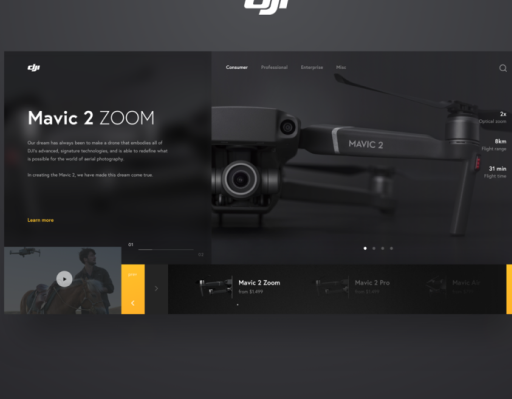 dji
dji
Consumer Professional Enterprise Misc
Mavic 2 ZOOM
Our dream has always been to make a drone that embodies all of
DJI's advanced, signature technologies, and is able to redefine what
is possible for the world of aerial photography.
In creating the Mavic 2, we have made this dream come true.
Learn more
MAVIC 2
2x
Optical zoom
8km
Flight range
31 min
Flight time
01
Mavic 2 Zoom
from $1.499
Mavic 2 Pro
from $1.499
Mavic Air